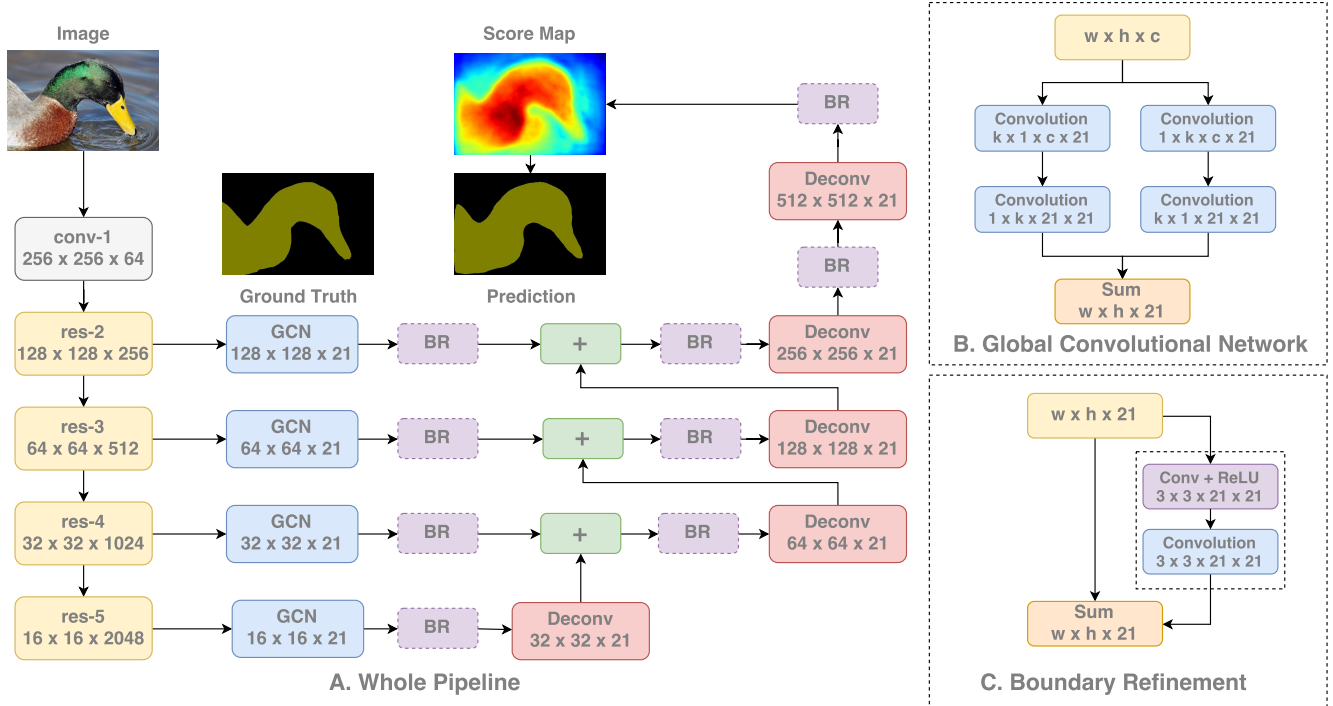 Image
Score Map
BR
Deconv
512 x 512 x 21
conv-1
256 x 256 x 64
BR
Ground Truth
Prediction
res-2
128 x 128 x 256
GCN
128 x 128 x 21
BR
+
BR
Deconv
256 x 256 x 21
res-3
64 x 64 x 512
GCN
64 x 64 x 21
BR
+
BR
Deconv
128 x 128 x 21
res-4
32 x 32 x 1024
GCN
32 x 32 x 21
BR
+
BR
Deconv
64 x 64 x 21
res-5
16 x 16 x 2048
GCN
16 x 16 x 21
BR
Deconv
32 x 32 x 21
A. Whole Pipeline
w x h x c
Convolution
k x 1 x c x 21
Convolution
1 x k x c x 21
Convolution
1 x k x 21 x 21
Convolution
k x 1 x 21 x 21
Sum
w x h x 21
B. Global Convolutional Network
w x h x 21
Conv + ReLU
3 x 3 x 21 x 21
Convolution
3 x 3 x 21 x 21
Sum
w x h x 21
C. Boundary Refinement